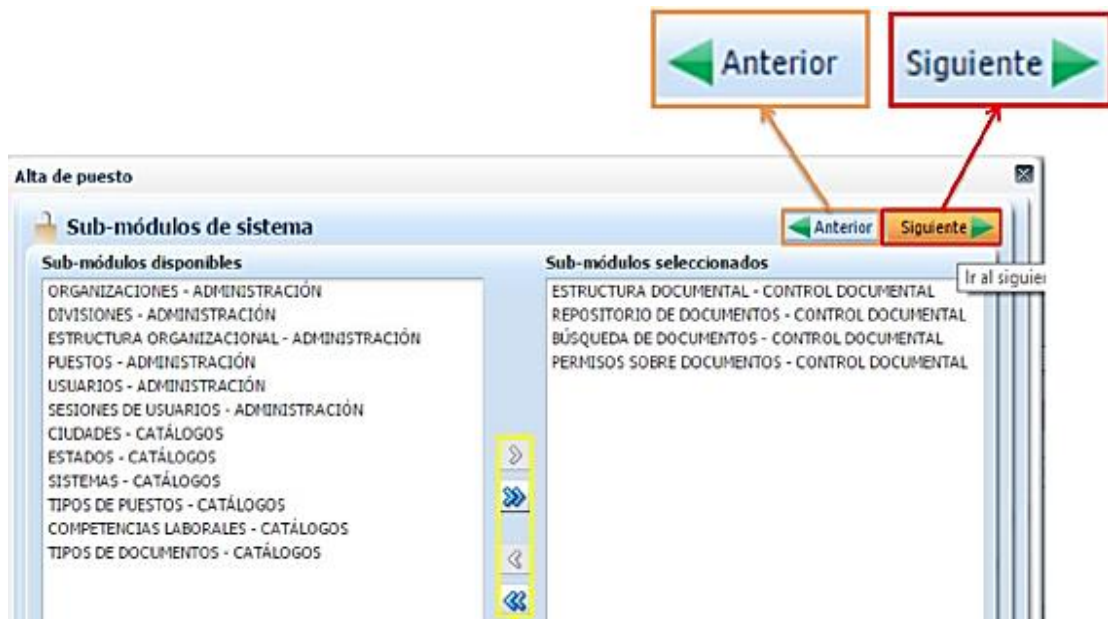 Anterior
Siguiente
Alta de puesto
Sub-módulos de sistema
Anterior
Siguiente
Sub-módulos disponibles
ORGANIZACIONES - ADMINISTRACIÓN
DIVISIONES - ADMINISTRACIÓN
ESTRUCTURA ORGANIZACIONAL - ADMINISTRACIÓN
PUESTOS - ADMINISTRACIÓN
USUARIOS - ADMINISTRACIÓN
SESIONES DE USUARIOS - ADMINISTRACIÓN
CIUDADES - CATÁLOGOS
ESTADOS - CATÁLOGOS
SISTEMAS - CATÁLOGOS
TIPOS DE PUESTOS - CATÁLOGOS
COMPETENCIAS LABORALES - CATÁLOGOS
TIPOS DE DOCUMENTOS - CATÁLOGOS
Sub-módulos seleccionados
Ir al siguie
ESTRUCTURA DOCUMENTAL - CONTROL DOCUMENTAL
REPOSITORIO DE DOCUMENTOS - CONTROL DOCUMENTAL
BÚSQUEDA DE DOCUMENTOS - CONTROL DOCUMENTAL
PERMISOS SOBRE DOCUMENTOS - CONTROL DOCUMENTAL